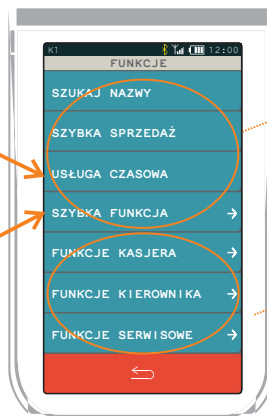 K1 12:00
FUNKCJE
SZUKAJ NAZWY
SZYBKA SPRZEDAŻ
USŁUGA CZASOWA
SZYBKA FUNKCJA
FUNKCJE KASJERA
FUNKCJE KIEROWNIKA
FUNKCJE SERWISOWE